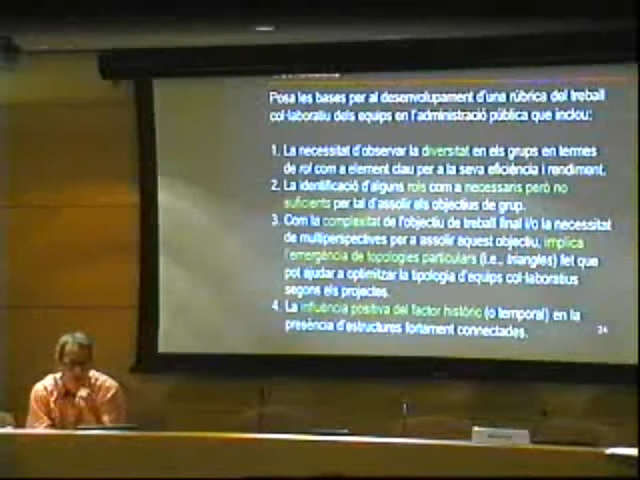 Posa les bases per al desenvolupament d'una rúbrica del treball
col·laboratiu dels equips en l'administració pública que inclou:
1. La necessitat d'observar la diversitat en els grups en termes
de rol com a element clau per a la seva eficiència i rendiment.
2. La identificació d'alguns rols com a necessaris però no
suficients per tal d'assolir els objectius de grup.
3. Com la complexitat de l'objectiu de treball final i/o la necessitat
de multiperspectives per a assolir aquest objectiu, implica
l'emergència de topologies particulars (i.e., triangles) fet que
pot ajudar a optimitzar la tipologia d'equips col·laboratius
segons els projectes.
4. La influència positiva del factor històric (o temporal) en la
presència d'estructures fortament connectades.
24